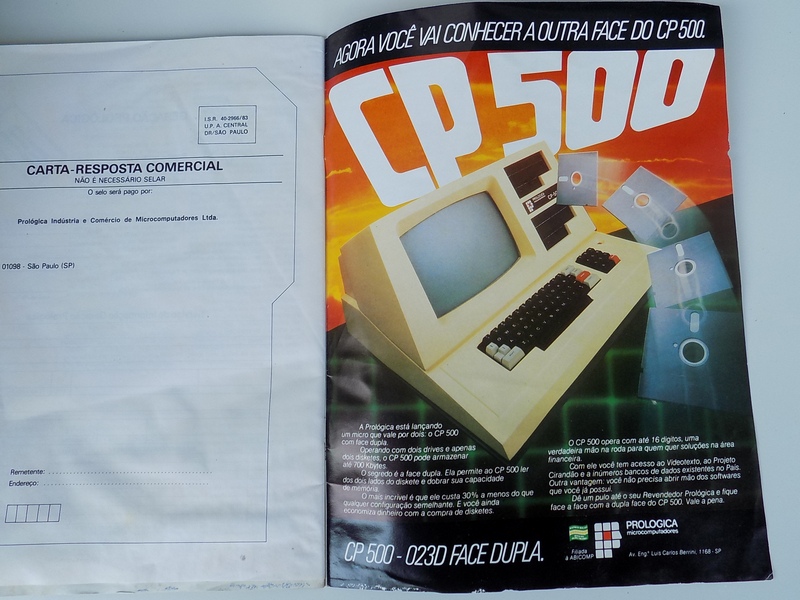 I.S.R. 40-2966/83
U.P. A. CENTRAL
DR/SÃO PAULO
CARTA-RESPOSTA COMERCIAL
NÃO É NECESSÁRIO SELAR
O selo será pago por:
Prológica Indústria e Comércio de Microcomputadores Ltda.
01098 - São Paulo (SP)
Remetente:
Endereço:
AGORA VOCÊ VAI CONHECER A OUTRA FACE DO CP 500.
CP 500
A Prológica está lançando
um micro que vale por dois: o CP 500
com face dupla.
Operando com dois drives e apenas
dois disketes, o CP 500 pode armazenar
até 700 Kbytes.
O segredo é a face dupla. Ela permite ao CP 500 ler
dos dois lados do diskete e dobrar sua capacidade
de memória.
O mais incrível é que ele custa 30% a menos do que
qualquer configuração semelhante. E você ainda
economiza dinheiro com a compra de disketes.
O CP 500 opera com até 16 dígitos, uma
verdadeira mão na roda para quem quer soluções na área
financeira.
Com ele você tem acesso ao Videotexto, ao Projeto
Cirandão e a inúmeros bancos de dados existentes no País.
Outra vantagem: você não precisa abrir mão dos softwares
que você já possui.
Dê um pulo até o seu Revendedor Prológica e fique
face a face com a dupla face do CP 500. Vale a pena.
CP 500 - 023D FACE DUPLA.
Filiada
à ABICOMP
PROLOGICA
microcomputadores
Av. Engº Luis Carlos Berrini, 1168 - SP